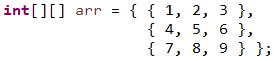 int[][] arr = { { 1, 2, 3 },
{ 4, 5, 6 },
{ 7, 8, 9 } };